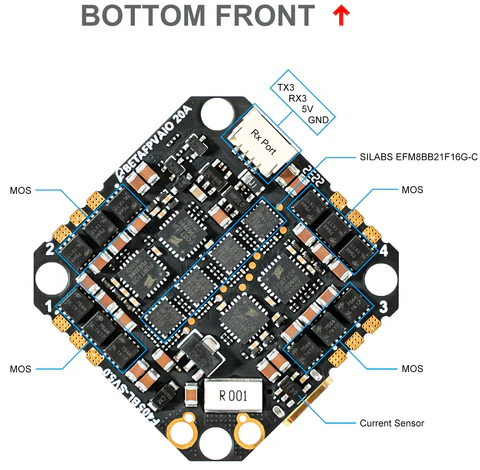 BOTTOM FRONT
TX3
RX3
5V
GND
Rx Port
BETAFPV AIO 20A
SILABS EFM8BB21F16G-C
MOS
MOS
2
4
1
3
MOS
MOS
R001
Current Sensor